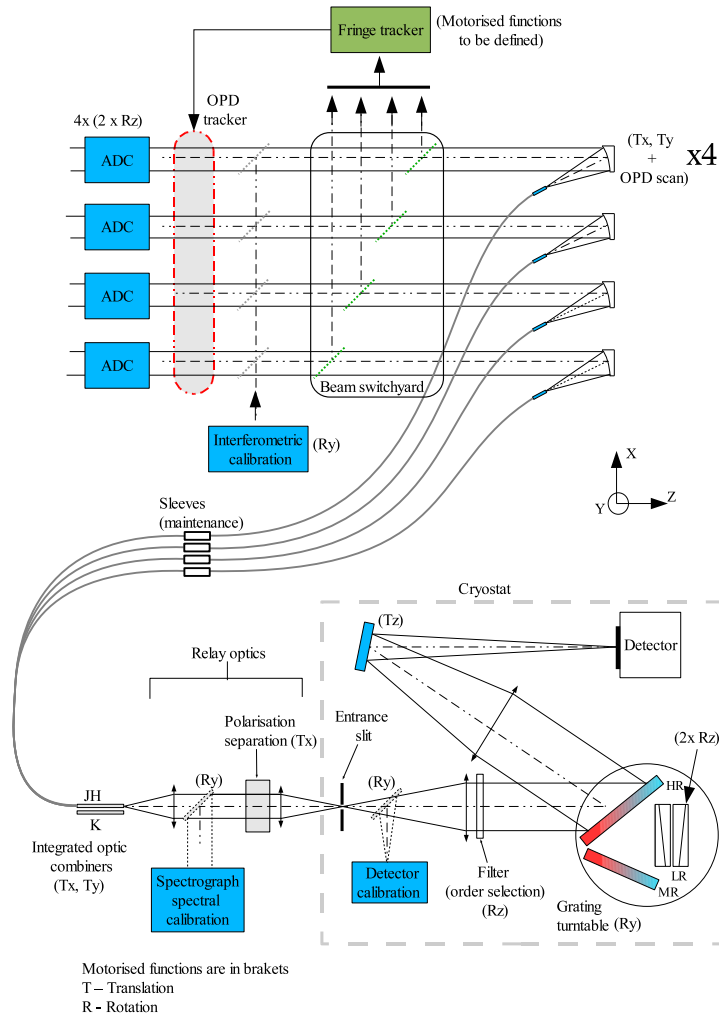 Fringe tracker
(Motorised functions
to be defined)
OPD
tracker
4x (2 x Rz)
ADC
ADC
ADC
ADC
(Tx, Ty
+
OPD scan)
x4
Beam switchyard
Interferometric
calibration
(Ry)
X
Y
Z
Sleeves
(maintenance)
Cryostat
(Tz)
Detector
Relay optics
Polarisation
separation (Tx)
Entrance
slit
(Ry)
(Ry)
(2x Rz)
HR
JH
K
Integrated optic
combiners
(Tx, Ty)
Spectrograph
spectral
calibration
Detector
calibration
Filter
(order selection)
(Rz)
LR
MR
Grating
turntable (Ry)
Motorised functions are in brakets
T – Translation
R - Rotation